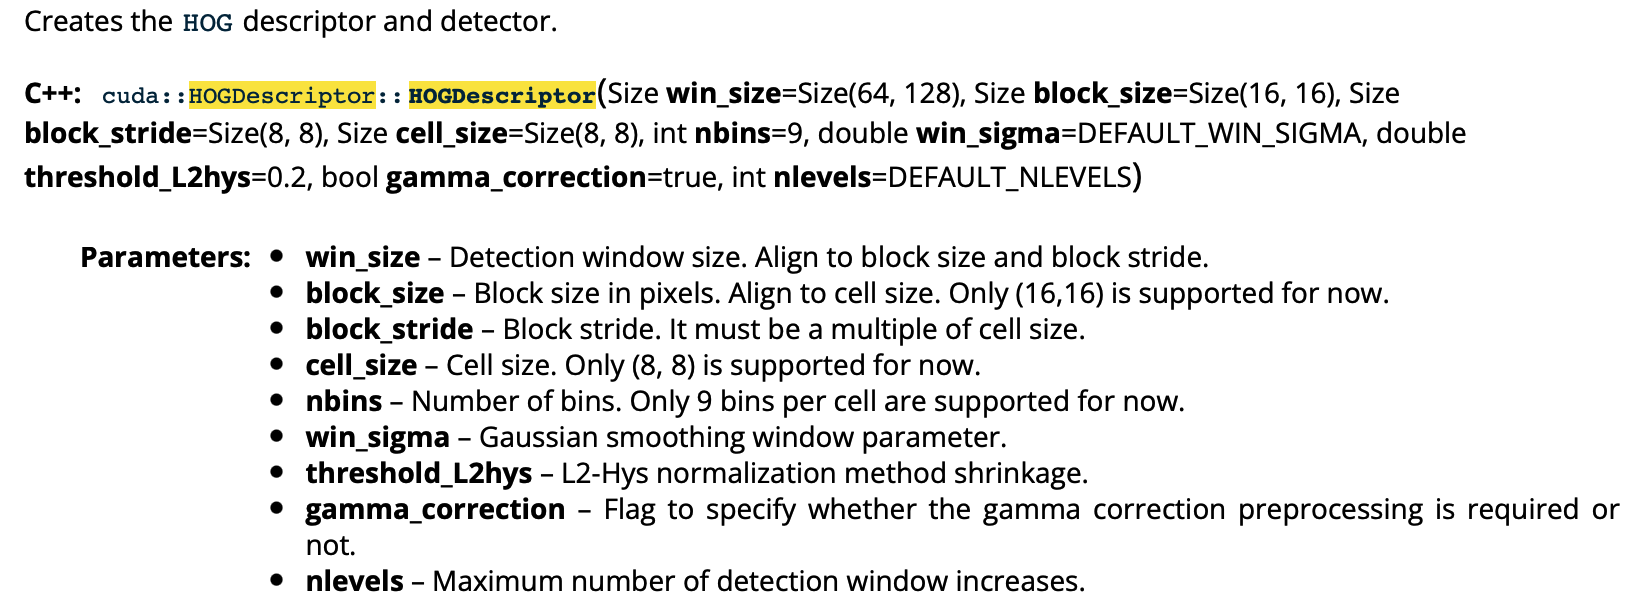 Creates the HOG descriptor and detector.
C++: cuda::HOGDescriptor::HOGDescriptor(Size win_size=Size(64, 128), Size block_size=Size(16, 16), Size
block_stride=Size(8, 8), Size cell_size=Size(8, 8), int nbins=9, double win_sigma=DEFAULT_WIN_SIGMA, double
threshold_L2hys=0.2, bool gamma_correction=true, int nlevels=DEFAULT_NLEVELS)
Parameters: • win_size – Detection window size. Align to block size and block stride.
• block_size – Block size in pixels. Align to cell size. Only (16,16) is supported for now.
• block_stride – Block stride. It must be a multiple of cell size.
• cell_size – Cell size. Only (8, 8) is supported for now.
• nbins – Number of bins. Only 9 bins per cell are supported for now.
• win_sigma – Gaussian smoothing window parameter.
• threshold_L2hys – L2-Hys normalization method shrinkage.
• gamma_correction – Flag to specify whether the gamma correction preprocessing is required or
not.
• nlevels – Maximum number of detection window increases.